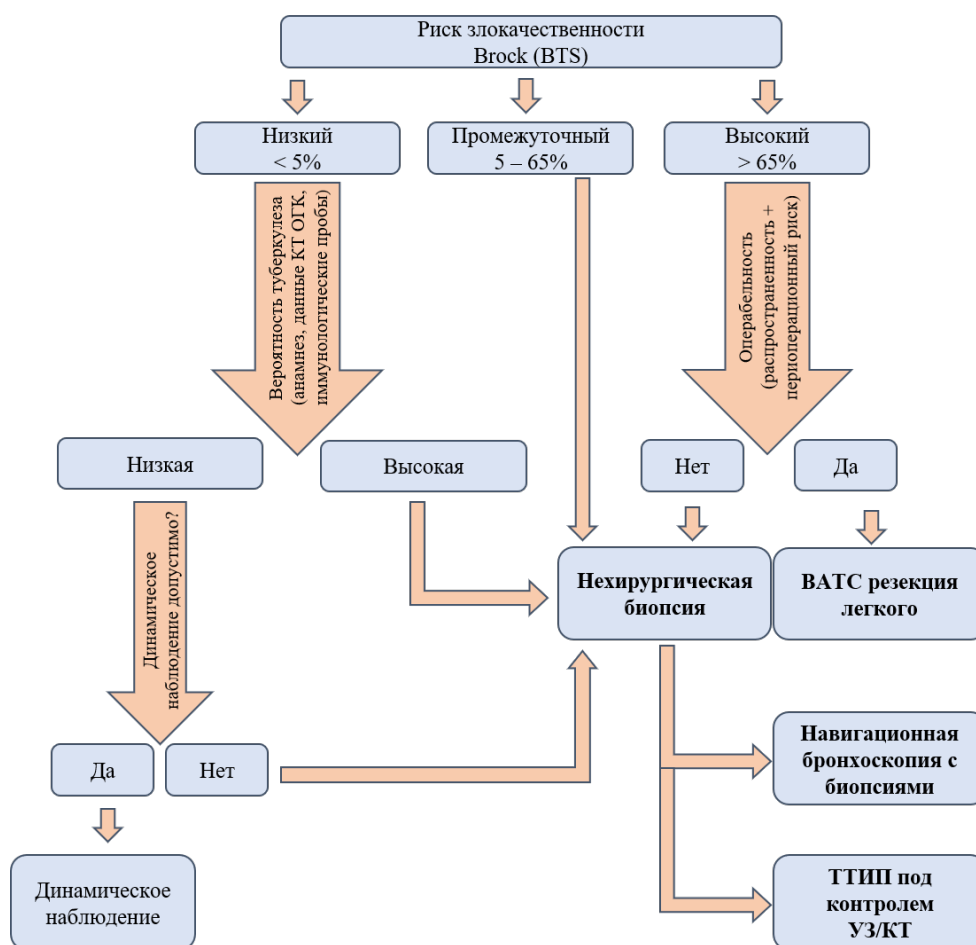 Риск злокачественности
Brock (BTS)
Низкий
< 5%
Промежуточный
5 – 65%
Высокий
> 65%
Вероятность туберкулеза
(анамнез, данные КТ ОГК,
иммунологические пробы)
Операбельность
(распространенность +
периоперационный риск)
Низкая
Высокая
Нет
Да
Динамическое
наблюдение допустимо?
Нехирургическая
биопсия
ВАТС резекция
легкого
Да
Нет
Навигационная
бронхоскопия с
биопсиями
Динамическое
наблюдение
ТТИП под
контролем
УЗ/КТ